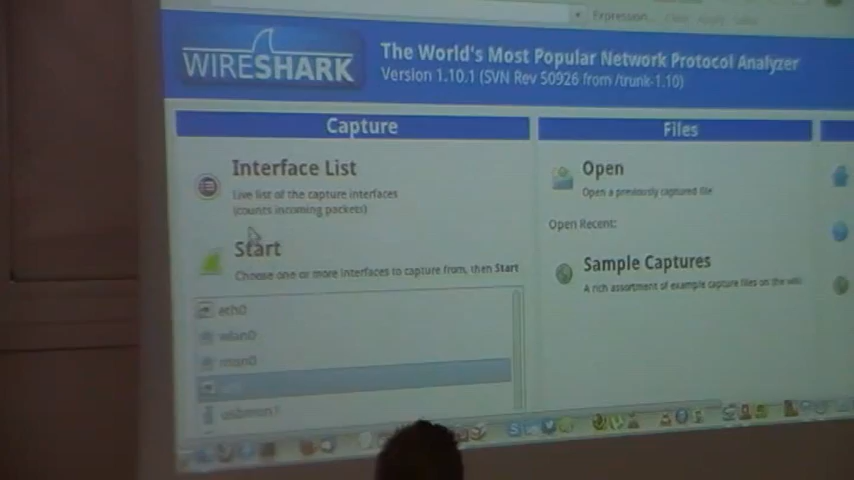 Expression...
WIRESHARK
The World's Most Popular Network Protocol Analyzer
Version 1.10.1 (SVN Rev 50926 from /trunk-1.10)
Capture
Interface List
Live list of the capture interfaces
(counts incoming packets)
Start
Choose one or more interfaces to capture from, then Start
eth0
wlan0
mon0
usbmon1
Files
Open
Open a previously captured file
Open Recent:
Sample Captures
A rich assortment of example capture files on the wiki